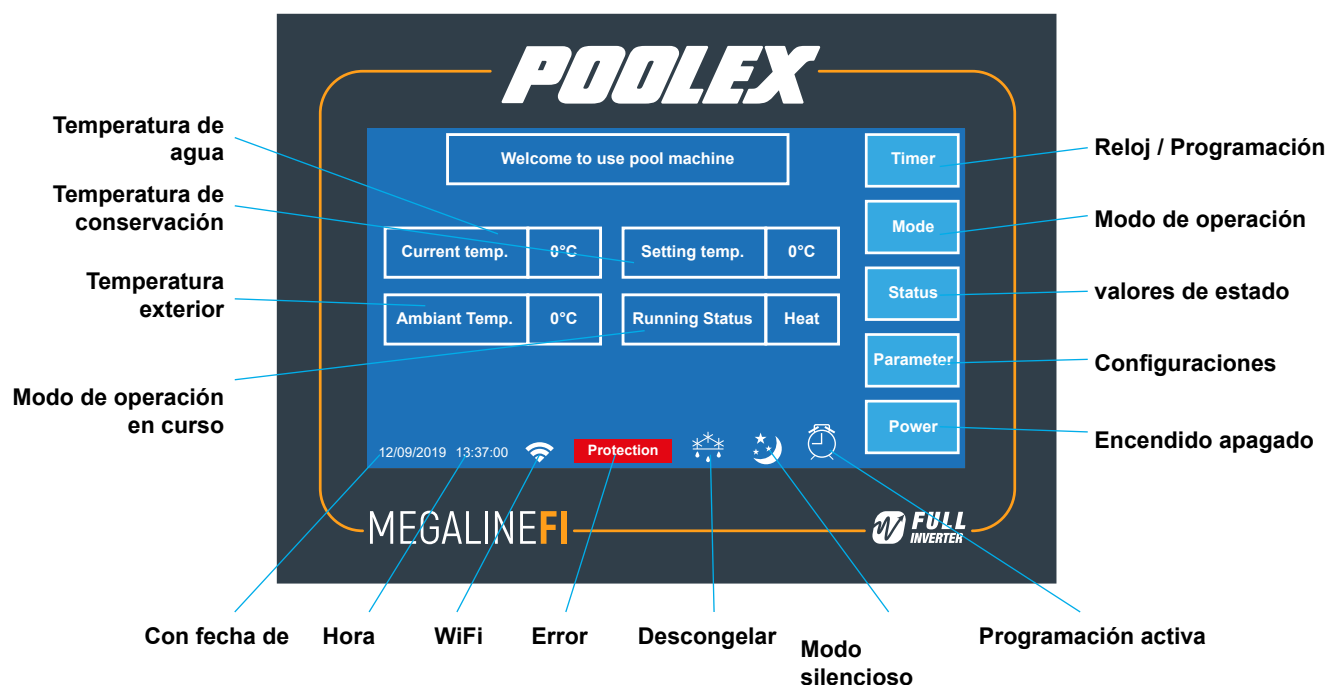 POOLEX
Temperatura de
agua
Temperatura de
conservación
Temperatura
exterior
Modo de operación
en curso
Welcome to use pool machine
Current temp. 0°C Setting temp. 0°C
Ambiant Temp. 0°C Running Status Heat
Timer
Mode
Status
Parameter
Power
Reloj / Programación
Modo de operación
valores de estado
Configuraciones
Encendido apagado
12/09/2019 13:37:00 Protection
MEGALINEFI
FULL
INVERTER
Con fecha de Hora WiFi Error Descongelar
Modo
silencioso
Programación activa